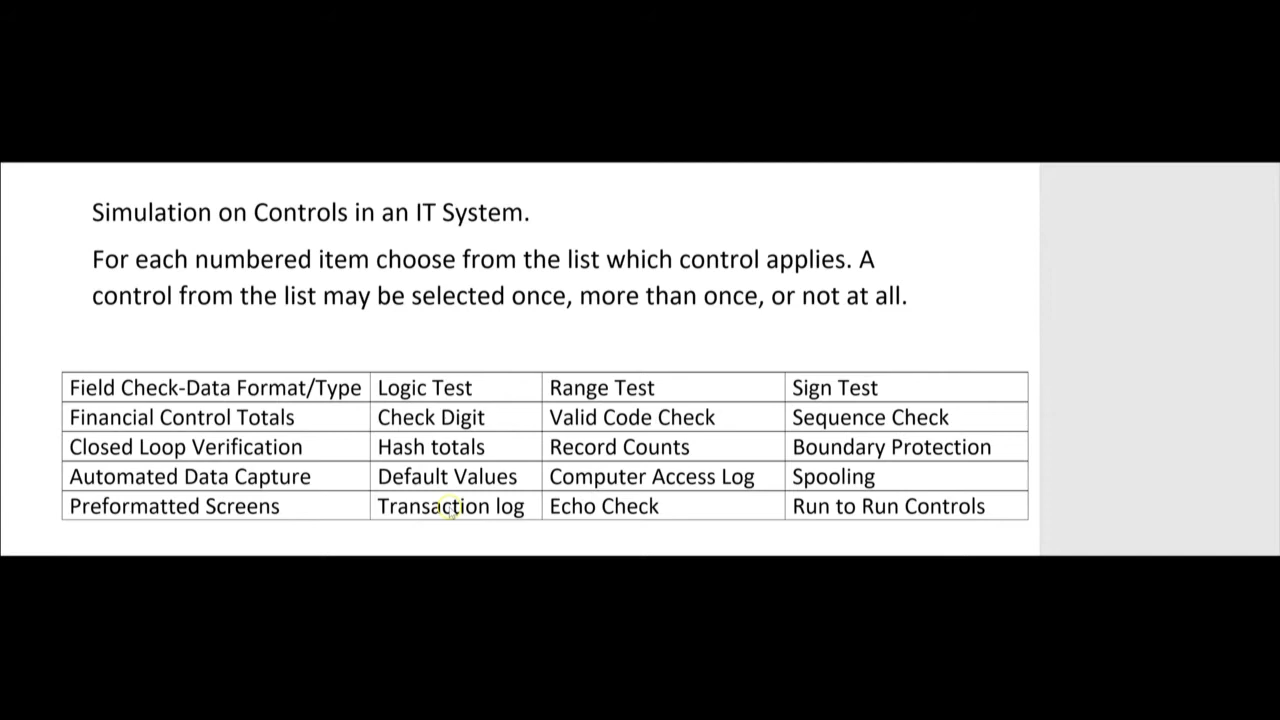 Simulation on Controls in an IT System.
For each numbered item choose from the list which control applies. A
control from the list may be selected once, more than once, or not at all.
Field Check-Data Format/Type Logic Test Range Test Sign Test
Financial Control Totals Check Digit Valid Code Check Sequence Check
Closed Loop Verification Hash totals Record Counts Boundary Protection
Automated Data Capture Default Values Computer Access Log Spooling
Preformatted Screens Transaction log Echo Check Run to Run Controls